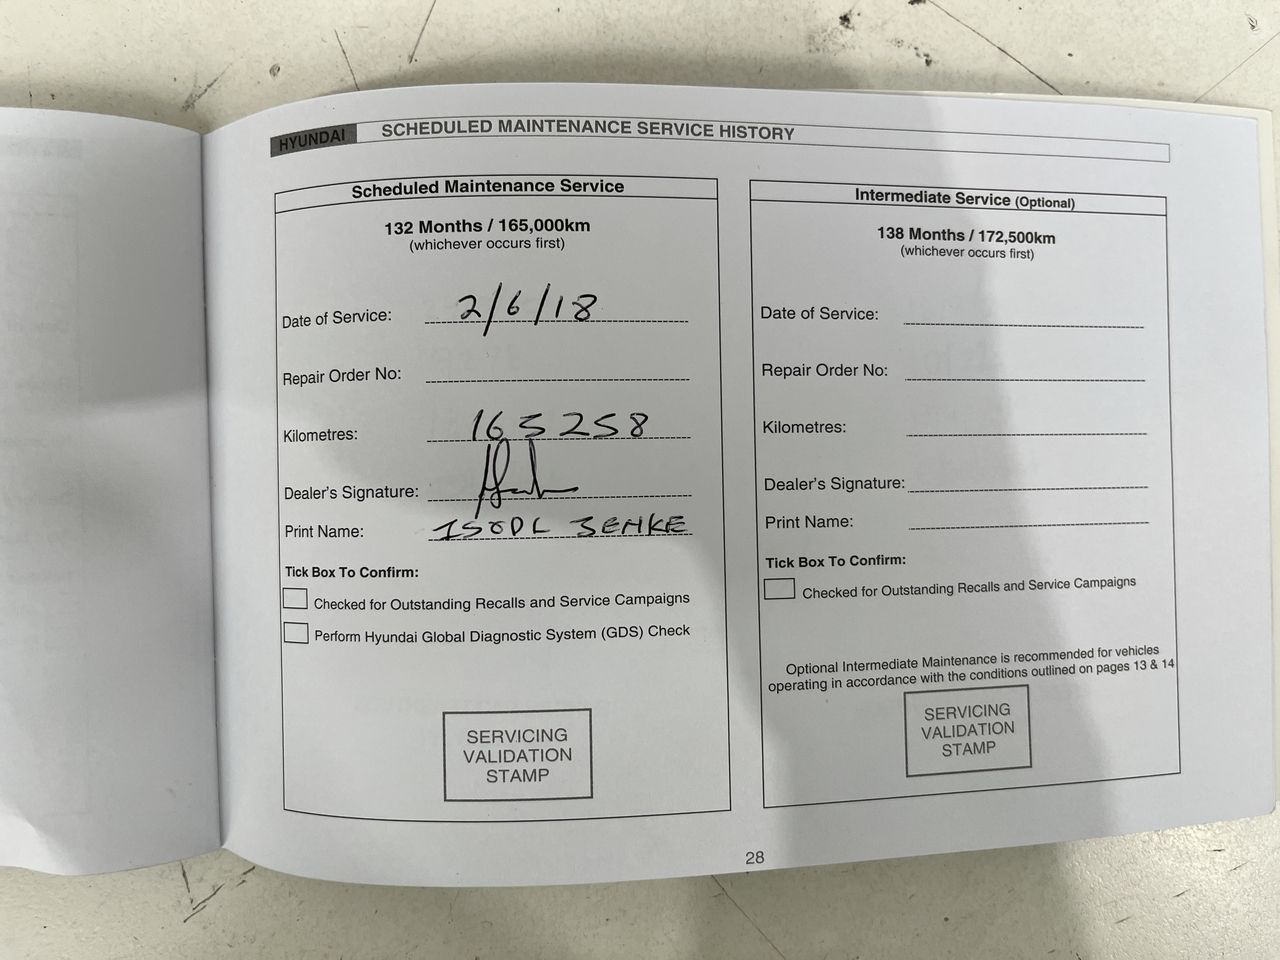 HYUNDAI SCHEDULED MAINTENANCE SERVICE HISTORY
Scheduled Maintenance Service
132 Months / 165,000km
(whichever occurs first)
Date of Service: 2/6/18
Repair Order No:
Kilometres: 165258
Dealer's Signature:
Print Name:
Tick Box To Confirm:
Checked for Outstanding Recalls and Service Campaigns
Perform Hyundai Global Diagnostic System (GDS) Check
SERVICING
VALIDATION
STAMP
Intermediate Service (Optional)
138 Months / 172,500km
(whichever occurs first)
Date of Service:
Repair Order No:
Kilometres:
Dealer's Signature:
Print Name:
Tick Box To Confirm:
Checked for Outstanding Recalls and Service Campaigns
Optional Intermediate Maintenance is recommended for vehicles
operating in accordance with the conditions outlined on pages 13 & 14
SERVICING
VALIDATION
STAMP
28